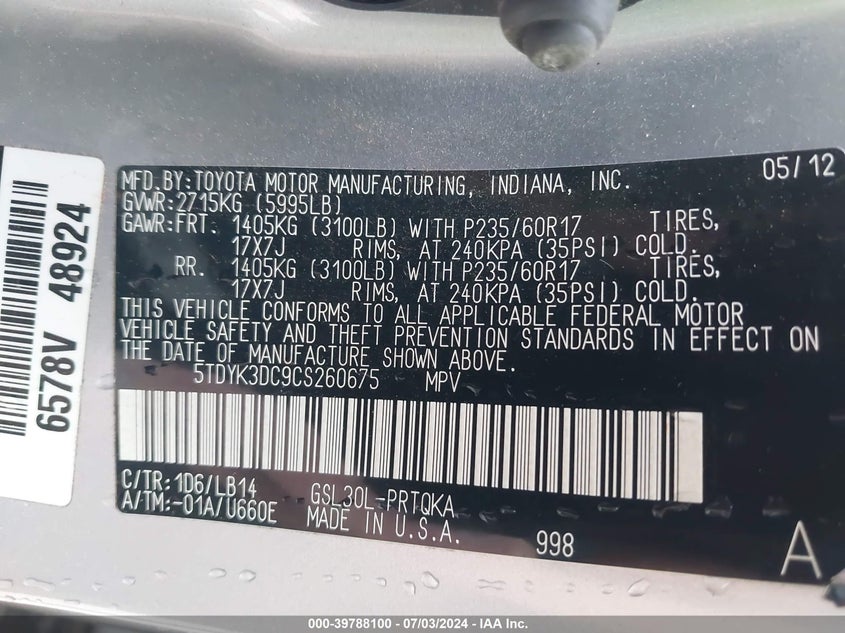 MFD.BY:TOYOTA MOTOR MANUFACTURING, INDIANA, INC. 05/12
GVWR:2715KG (5995LB)
GAWR:FRT. 1405KG (3100LB) WITH P235/60R17 TIRES,
17X7J RIMS, AT 240KPA (35PSI) COLD.
RR. 1405KG (3100LB) WITH P235/60R17 TIRES,
17X7J RIMS, AT 240KPA (35PSI) COLD.
THIS VEHICLE CONFORMS TO ALL APPLICABLE FEDERAL MOTOR
VEHICLE SAFETY AND THEFT PREVENTION STANDARDS IN EFFECT ON
THE DATE OF MANUFACTURE SHOWN ABOVE.
5TDYK3DC9CS260675 MPV
C/TR:1D6/LB14 GSL30L-PRTQKA
A/TM:-01A/U660E MADE IN U.S.A.
998 A
6578V 48924
000-39788100 - 07/03/2024 - IAA Inc.